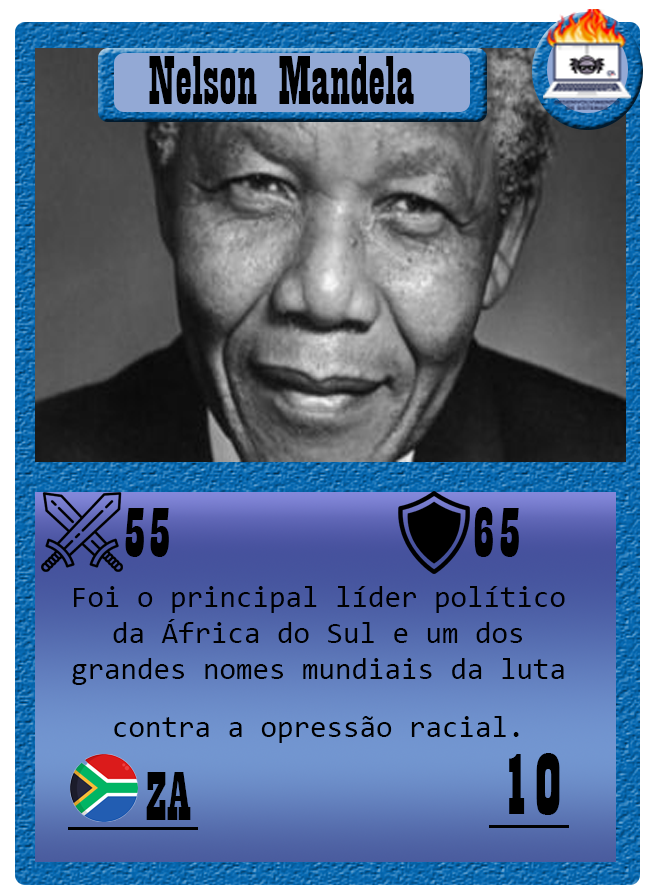 Nelson Mandela
55
65
Foi o principal líder político
da África do Sul e um dos
grandes nomes mundiais da luta
contra a opressão racial.
ZA
10